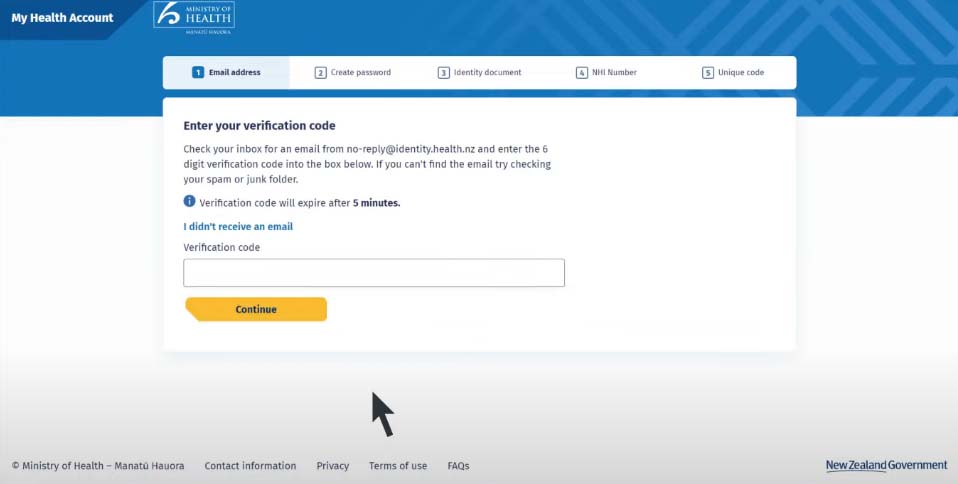 My Health Account
MINISTRY OF
HEALTH
MANATŪ HAUORA
1 Email address
2 Create password
3 Identity document
4 NHI Number
5 Unique code
Enter your verification code
Check your inbox for an email from no-reply@identity.health.nz and enter the 6
digit verification code into the box below. If you can't find the email try checking
your spam or junk folder.
Verification code will expire after 5 minutes.
I didn't receive an email
Verification code
Continue
© Ministry of Health – Manatū Hauora
Contact information
Privacy
Terms of use
FAQs
New Zealand Government